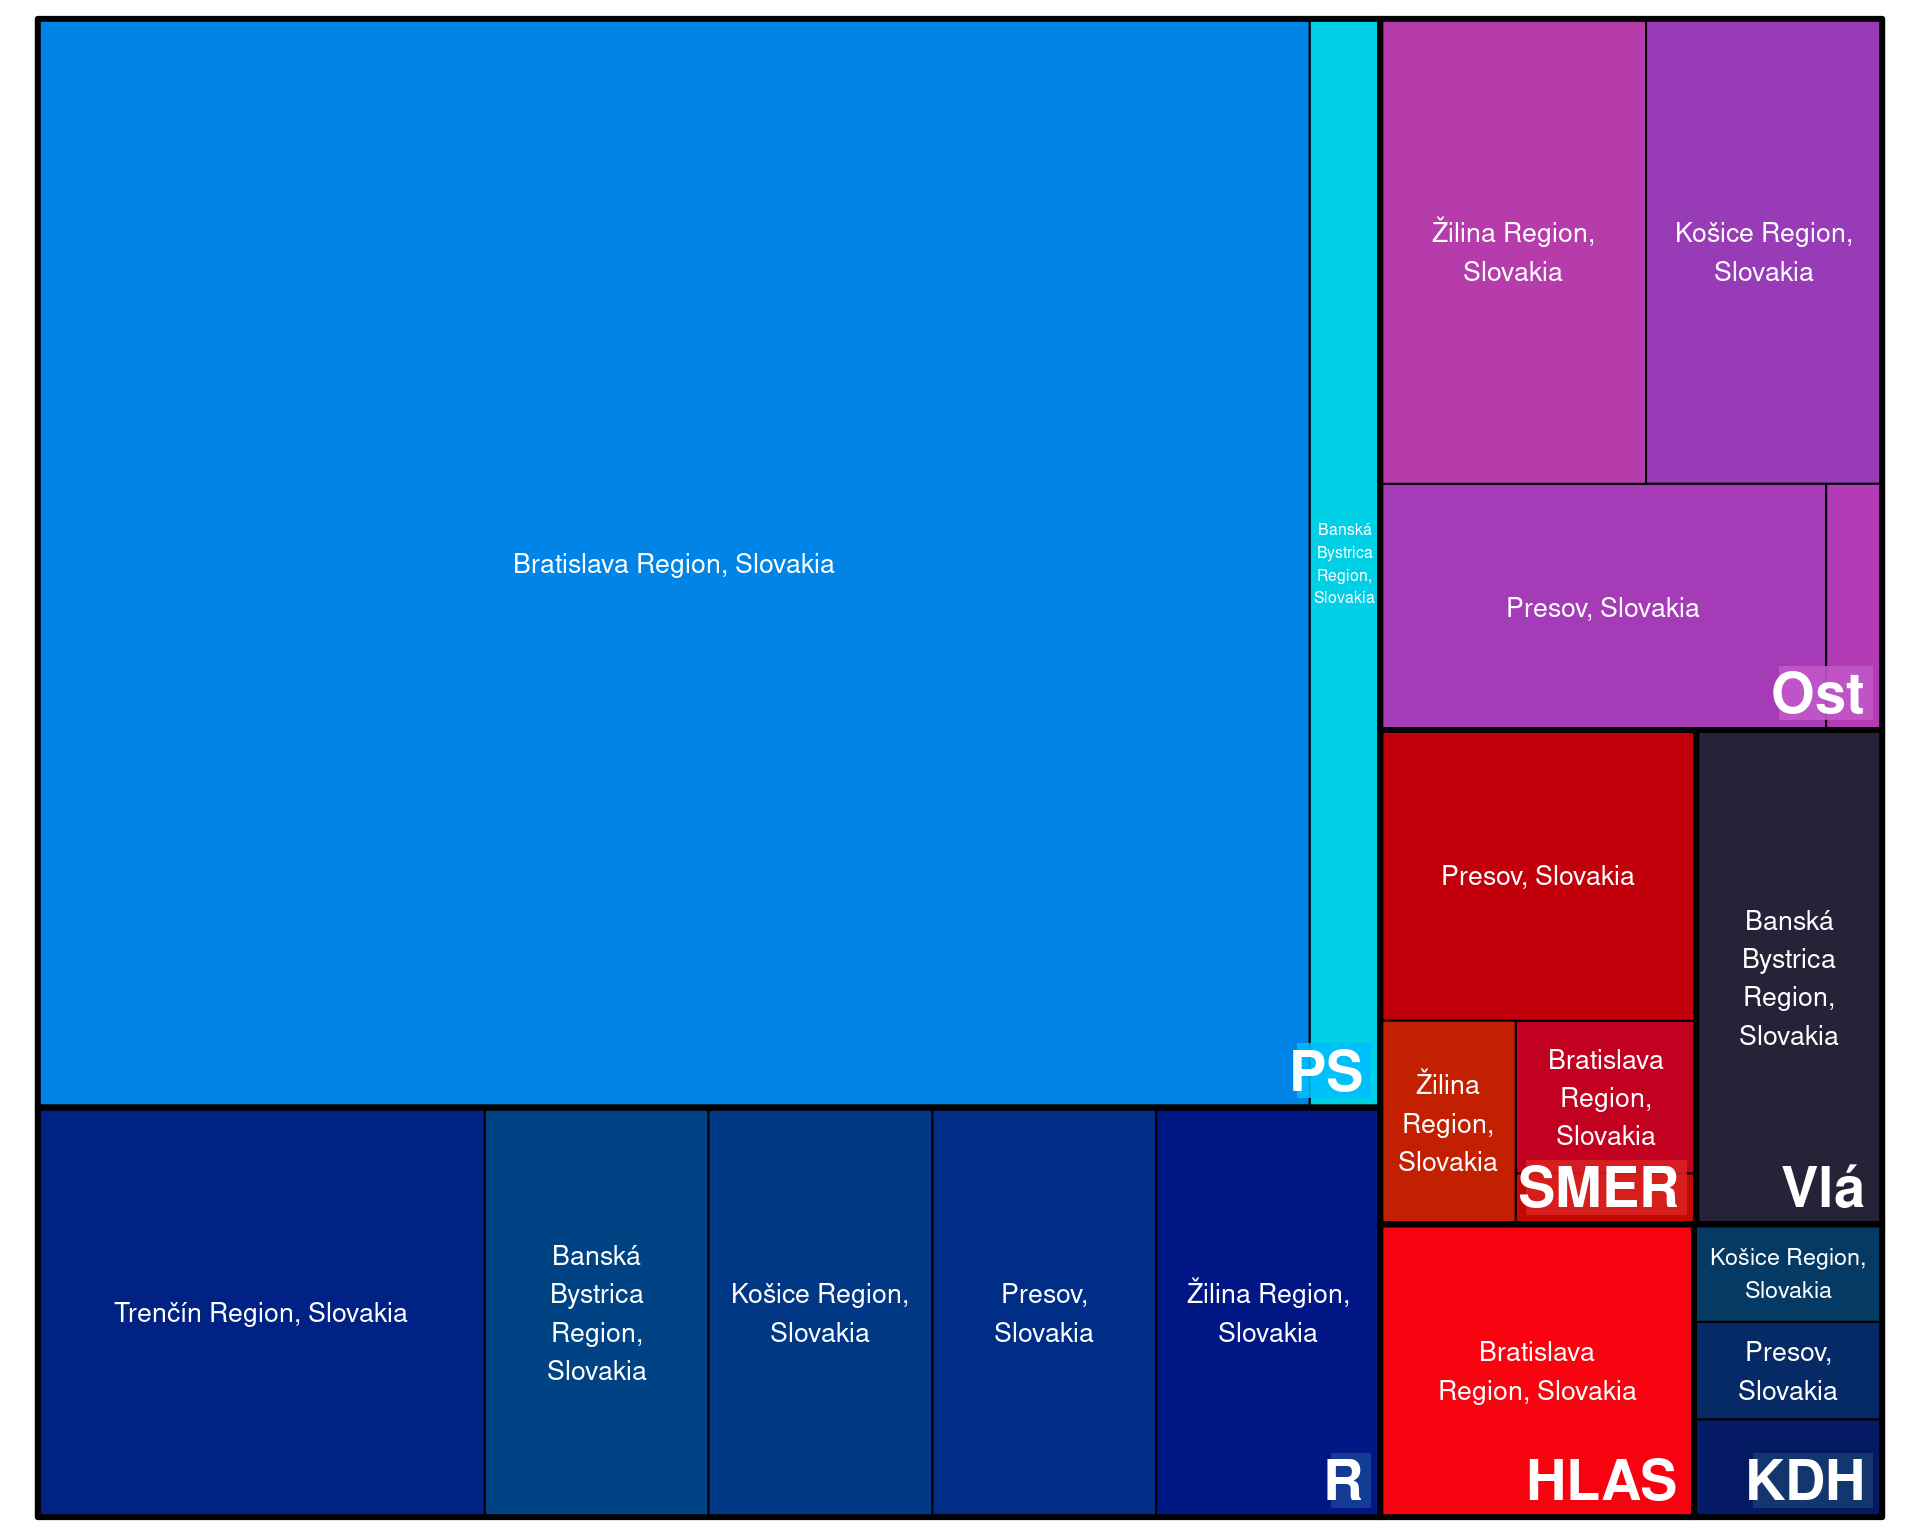 Bratislava Region, Slovakia
Banská
Bystrica
Region,
Slovakia
PS
Trenčín Region, Slovakia
Banská
Bystrica
Region,
Slovakia
Košice Region,
Slovakia
Presov,
Slovakia
Žilina Region,
Slovakia
R
Žilina Region,
Slovakia
Košice Region,
Slovakia
Presov, Slovakia
Ost
Presov, Slovakia
Žilina
Region,
Slovakia
Bratislava
Region,
Slovakia
SMER
Banská
Bystrica
Region,
Slovakia
Vlá
Bratislava
Region, Slovakia
HLAS
Košice Region,
Slovakia
Presov,
Slovakia
KDH